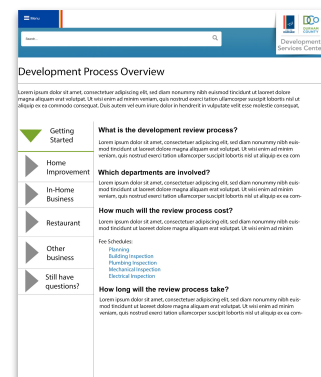 Menu
Search...
DURHAM
COUNTY
Development
Services Center
Development Process Overview
Lorem ipsum dolor sit amet, consectetuer adipiscing elit, sed diam nonummy nibh euismod tincidunt ut laoreet dolore
magna aliquam erat volutpat. Ut wisi enim ad minim veniam, quis nostrud exerci tation ullamcorper suscipit lobortis nisl ut
aliquip ex ea commodo consequat. Duis autem vel eum iriure dolor in hendrerit in vulputate velit esse molestie consequat,
Getting
Started
Home
Improvement
In-Home
Business
Restaurant
Other
business
Still have
questions?
What is the development review process?
Lorem ipsum dolor sit amet, consectetuer adipiscing elit, sed diam nonummy nibh euis-
mod tincidunt ut laoreet dolore magna aliquam erat volutpat. Ut wisi enim ad minim
veniam, quis nostrud exerci tation ullamcorper suscipit lobortis nisl ut aliquip ex ea com
Which departments are involved?
Lorem ipsum dolor sit amet, consectetuer adipiscing elit, sed diam nonummy nibh euis-
mod tincidunt ut laoreet dolore magna aliquam erat volutpat. Ut wisi enim ad minim
veniam, quis nostrud exerci tation ullamcorper suscipit lobortis nisl ut aliquip ex ea com-
How much will the review process cost?
Lorem ipsum dolor sit amet, consectetuer adipiscing elit, sed diam nonummy nibh euis-
mod tincidunt ut laoreet dolore magna aliquam erat volutpat. Ut wisi enim ad minim
Fee Schedules:
Planning
Building Inspection
Plumbing Inspection
Mechanical Inspection
Electrical Inspection
How long will the review process take?
Lorem ipsum dolor sit amet, consectetuer adipiscing elit, sed diam nonummy nibh euis-
mod tincidunt ut laoreet dolore magna aliquam erat volutpat. Ut wisi enim ad minim
veniam, quis nostrud exerci tation ullamcorper suscipit lobortis nisl ut aliquip ex ea com-